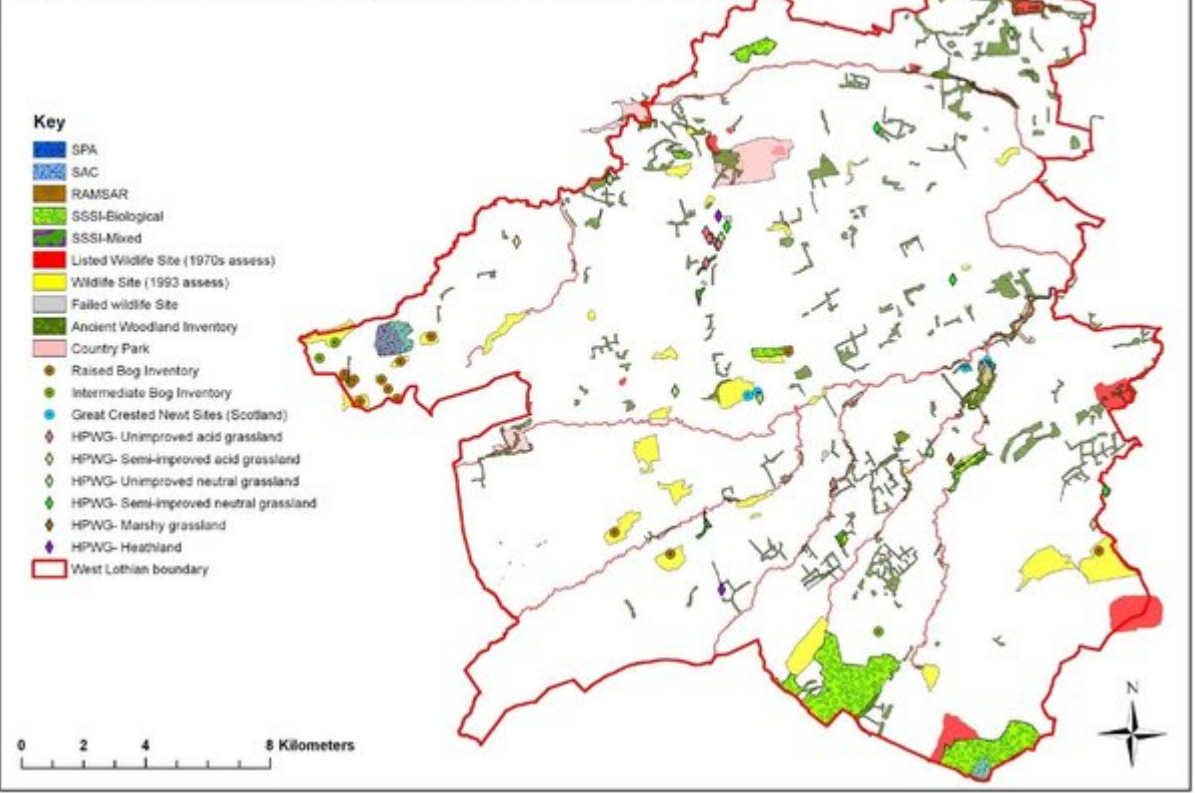 Key
SPA
SAC
RAMSAR
SSSI-Biological
SSSI-Mixed
Listed Wildlife Site (1970s assess)
Wildlife Site (1993 assess)
Failed wildlife Site
Ancient Woodland Inventory
Country Park
Raised Bog Inventory
Intermediate Bog Inventory
Great Crested Newt Sites (Scotland)
HPWG- Unimproved acid grassland
HPWG- Semi-improved acid grassland
HPWG- Unimproved neutral grassland
HPWG- Semi-improved neutral grassland
HPWG- Marshy grassland
HPWG- Heathland
West Lothian boundary
N
0 2 4 8 Kilometers